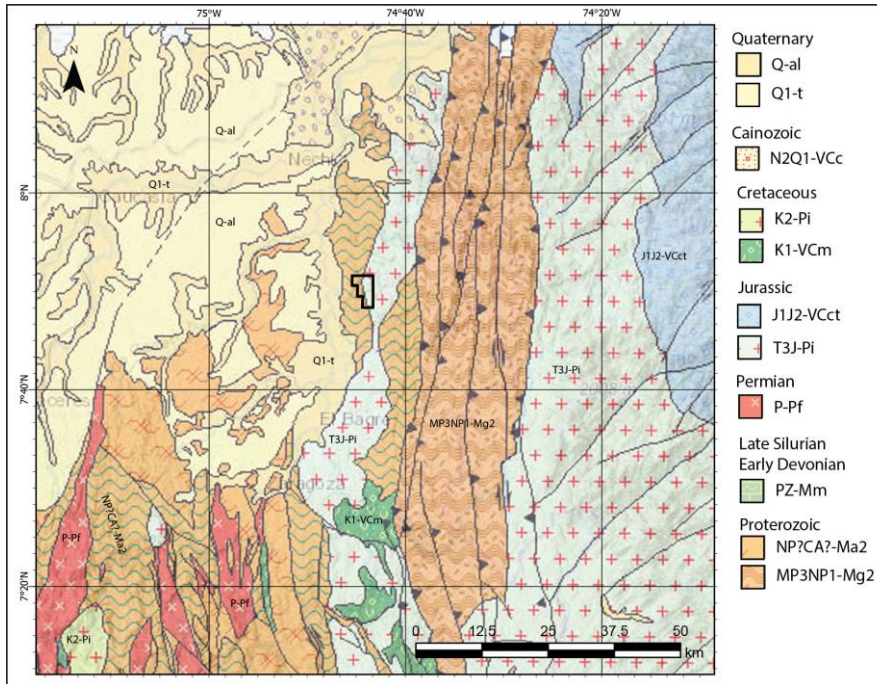 75°W
74°40'W
74°20'W
N
Q-al
Nechí
8°N
Q1-t
Caucasia
Q-al
J1J2-VCct
Q1-t
7°40'N
El Bagre
T3J-Pi
T3J-Pi
MP3NP1-Mg2
Zaragoza
NP?CA?-Ma2
K1-VCm
P-Pf
7°20'N
P-Pf
K2-Pi
0 12.5 25 37.5 50
km
Quaternary
Q-al
Q1-t
Cainozoic
N2Q1-VCc
Cretaceous
K2-Pi
K1-VCm
Jurassic
J1J2-VCct
T3J-Pi
Permian
P-Pf
Late Silurian
Early Devonian
PZ-Mm
Proterozoic
NP?CA?-Ma2
MP3NP1-Mg2